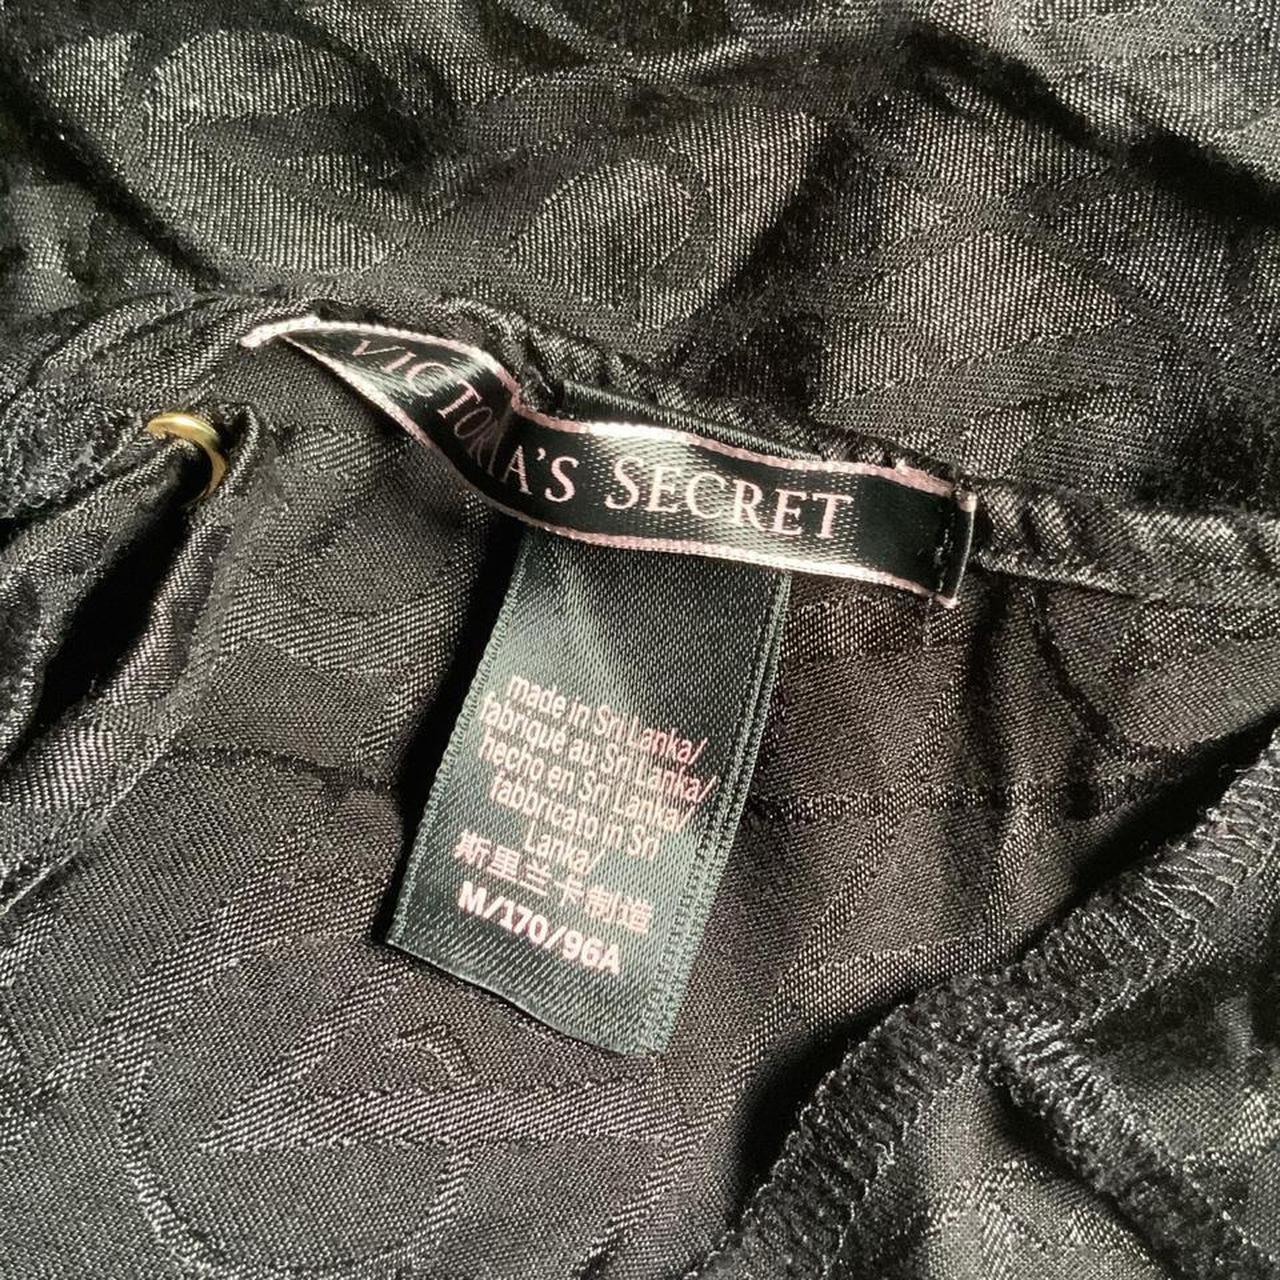 VICTORIA'S SECRET
made in Sri Lanka/
fabriqué au Sri Lanka/
hecho en Sri Lanka/
fabbricato in Sri
Lanka/
斯里兰卡制造
M/170/96A